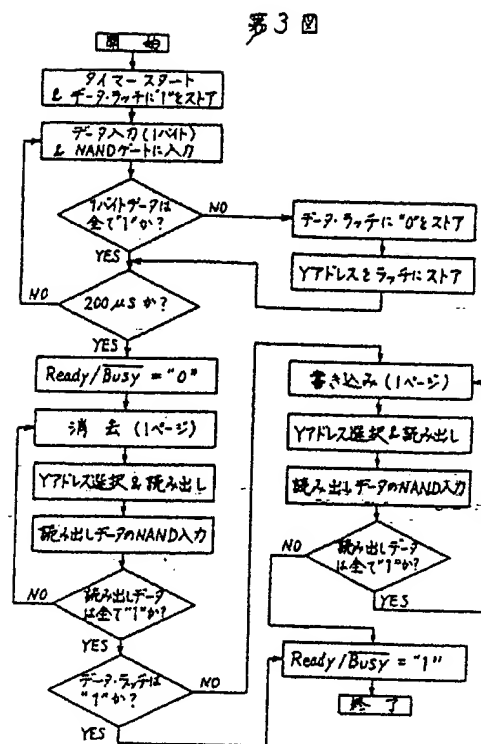 第3図
開始
タイマースタート
& データ・ラッチに"1"をストア
データ入力(1バイト)
& NANDゲートに入力
1バイトデータは
全て"1"か?
NO
データ・ラッチに"0"をストア
Yアドレスをラッチにストア
YES
200μsか?
NO
YES
Ready/Busy = "0"
消去(1ページ)
Yアドレス選択&読み出し
読み出しデータのNAND入力
読み出しデータ
は全て"1"か?
NO
YES
データ・ラッチは
"1"か?
NO
YES
書き込み(1ページ)
Yアドレス選択&読み出し
読み出しデータのNAND入力
読み出しデータ
は全て"1"か?
NO
YES
Ready/Busy = "1"
終了